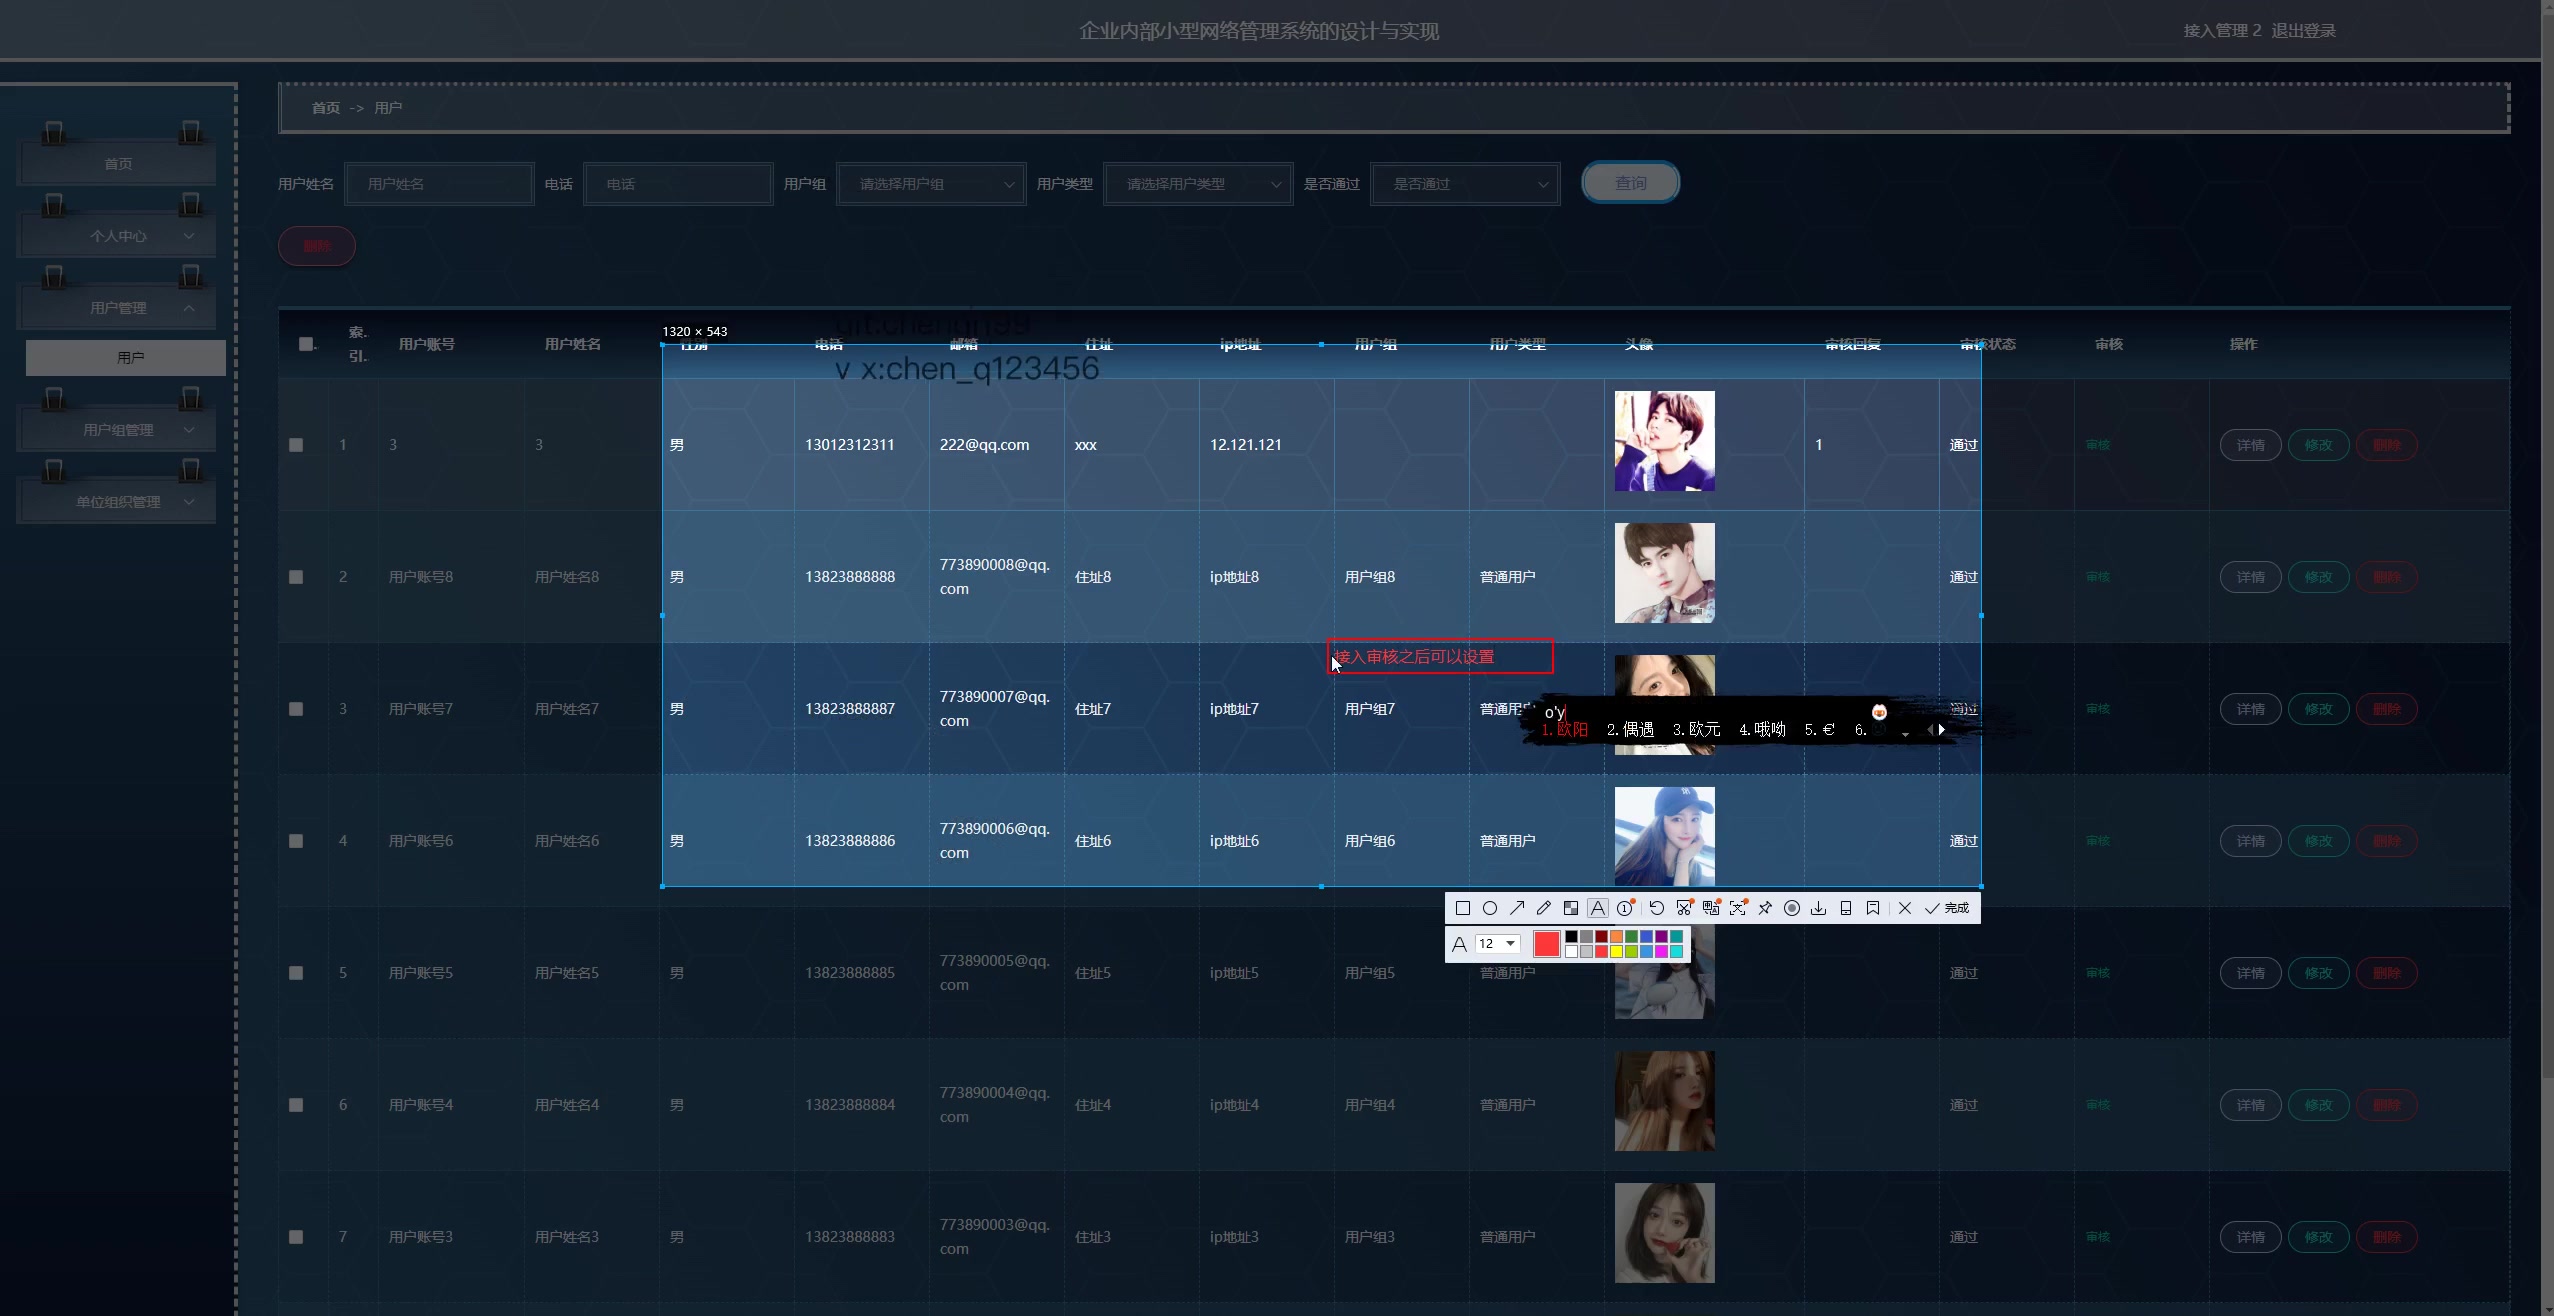 企业内部小型网络管理系统的设计与实现
接入管理 2 退出登录
首页 -> 用户
首页
个人中心
用户管理
用户
用户组管理
单位组织管理
用户姓名 用户姓名 电话 电话 用户组 请选择用户组 用户类型 请选择用户类型 是否通过 是否通过 查询
删除
1320 × 543
git:chenqn99
v x:chen_q123456
索.. 引.. 用户账号 用户姓名 性别 电话 邮箱 住址 ip地址 用户组 用户类型 头像 审核回复 审核状态 审核 操作
1 3 3 男 13012312311 222@qq.com xxx 12.121.121 1 通过 审核 详情 修改 删除
2 用户账号8 用户姓名8 男 13823888888 773890008@qq.com 住址8 ip地址8 用户组8 普通用户 通过 审核 详情 修改 删除
接入审核之后可以设置
3 用户账号7 用户姓名7 男 13823888887 773890007@qq.com 住址7 ip地址7 用户组7 普通用户 通过 审核 详情 修改 删除
o'y
1.欧阳 2.偶遇 3.欧元 4.哦呦 5.€ 6.
4 用户账号6 用户姓名6 男 13823888886 773890006@qq.com 住址6 ip地址6 用户组6 普通用户 通过 审核 详情 修改 删除
完成
A 12
5 用户账号5 用户姓名5 男 13823888885 773890005@qq.com 住址5 ip地址5 用户组5 普通用户 通过 审核 详情 修改 删除
6 用户账号4 用户姓名4 男 13823888884 773890004@qq.com 住址4 ip地址4 用户组4 普通用户 通过 审核 详情 修改 删除
7 用户账号3 用户姓名3 男 13823888883 773890003@qq.com 住址3 ip地址3 用户组3 普通用户 通过 审核 详情 修改 删除